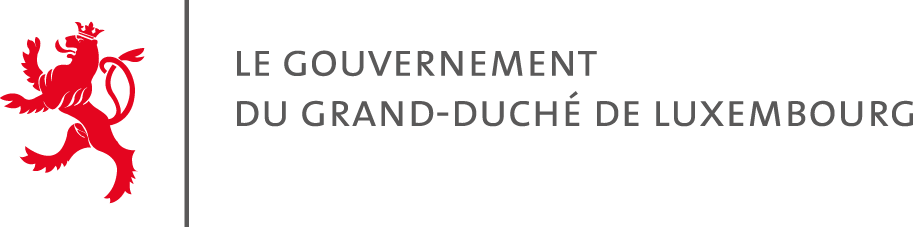 LE GOUVERNEMENT
DU GRAND-DUCHÉ DE LUXEMBOURG